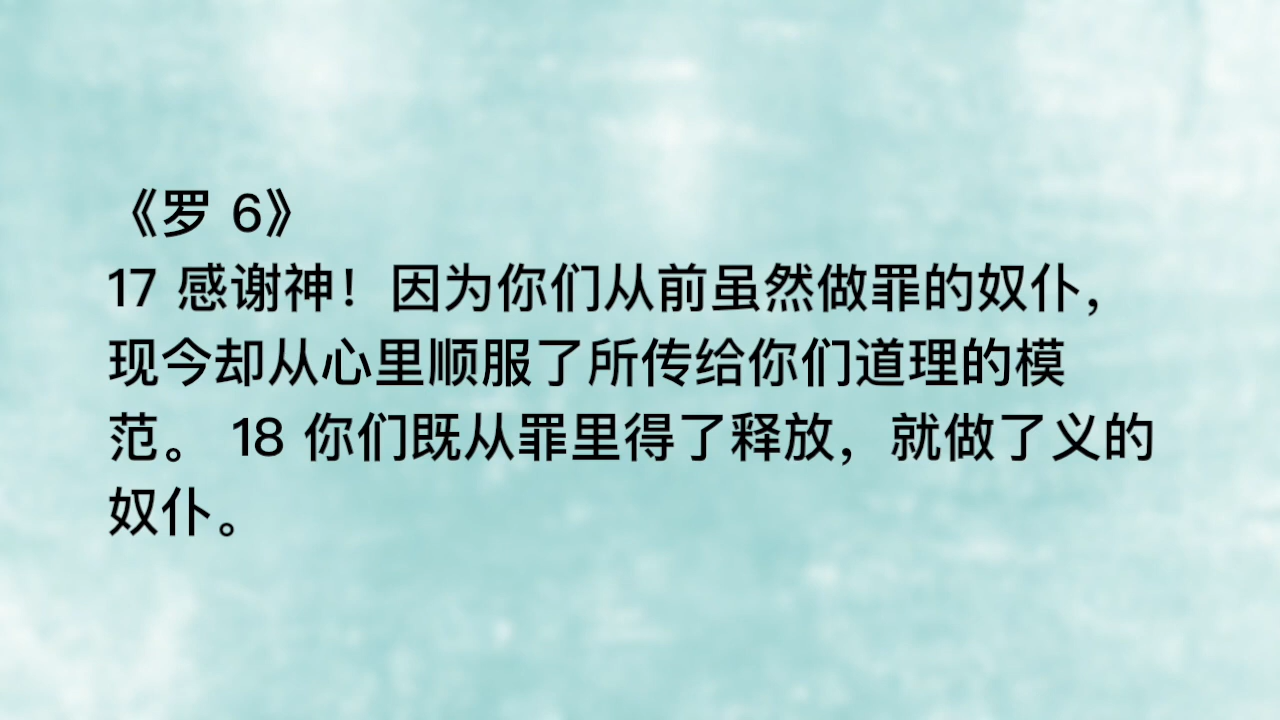 《罗 6》
17 感谢神！因为你们从前虽然做罪的奴仆，
现今却从心里顺服了所传给你们道理的模
范。 18 你们既从罪里得了释放，就做了义的
奴仆。